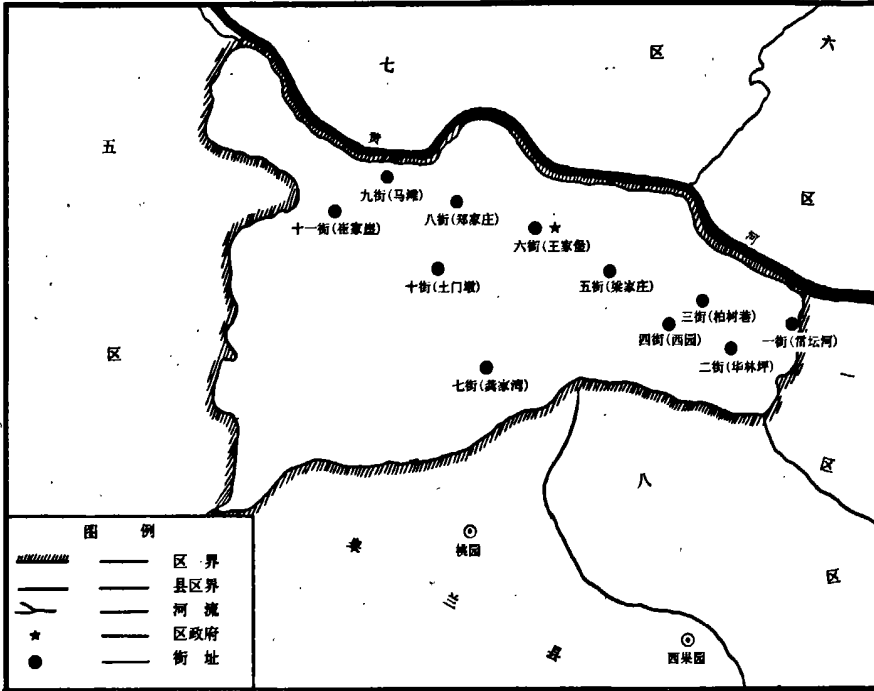 七 区
六
区
五
区
黄
河
九街(马滩)
十一街(崔家崖)
八街(郑家庄)
六街(王家堡)
十街(土门墩)
五街(梁家庄)
三街(柏树巷)
四街(西园)
一街(雷坛河)
二街(华林坪)
七街(龚家湾)
一
区
八
区
桃园
皋
兰
县
西果园
图 例
区 界
县区界
河 流
区政府
街 址